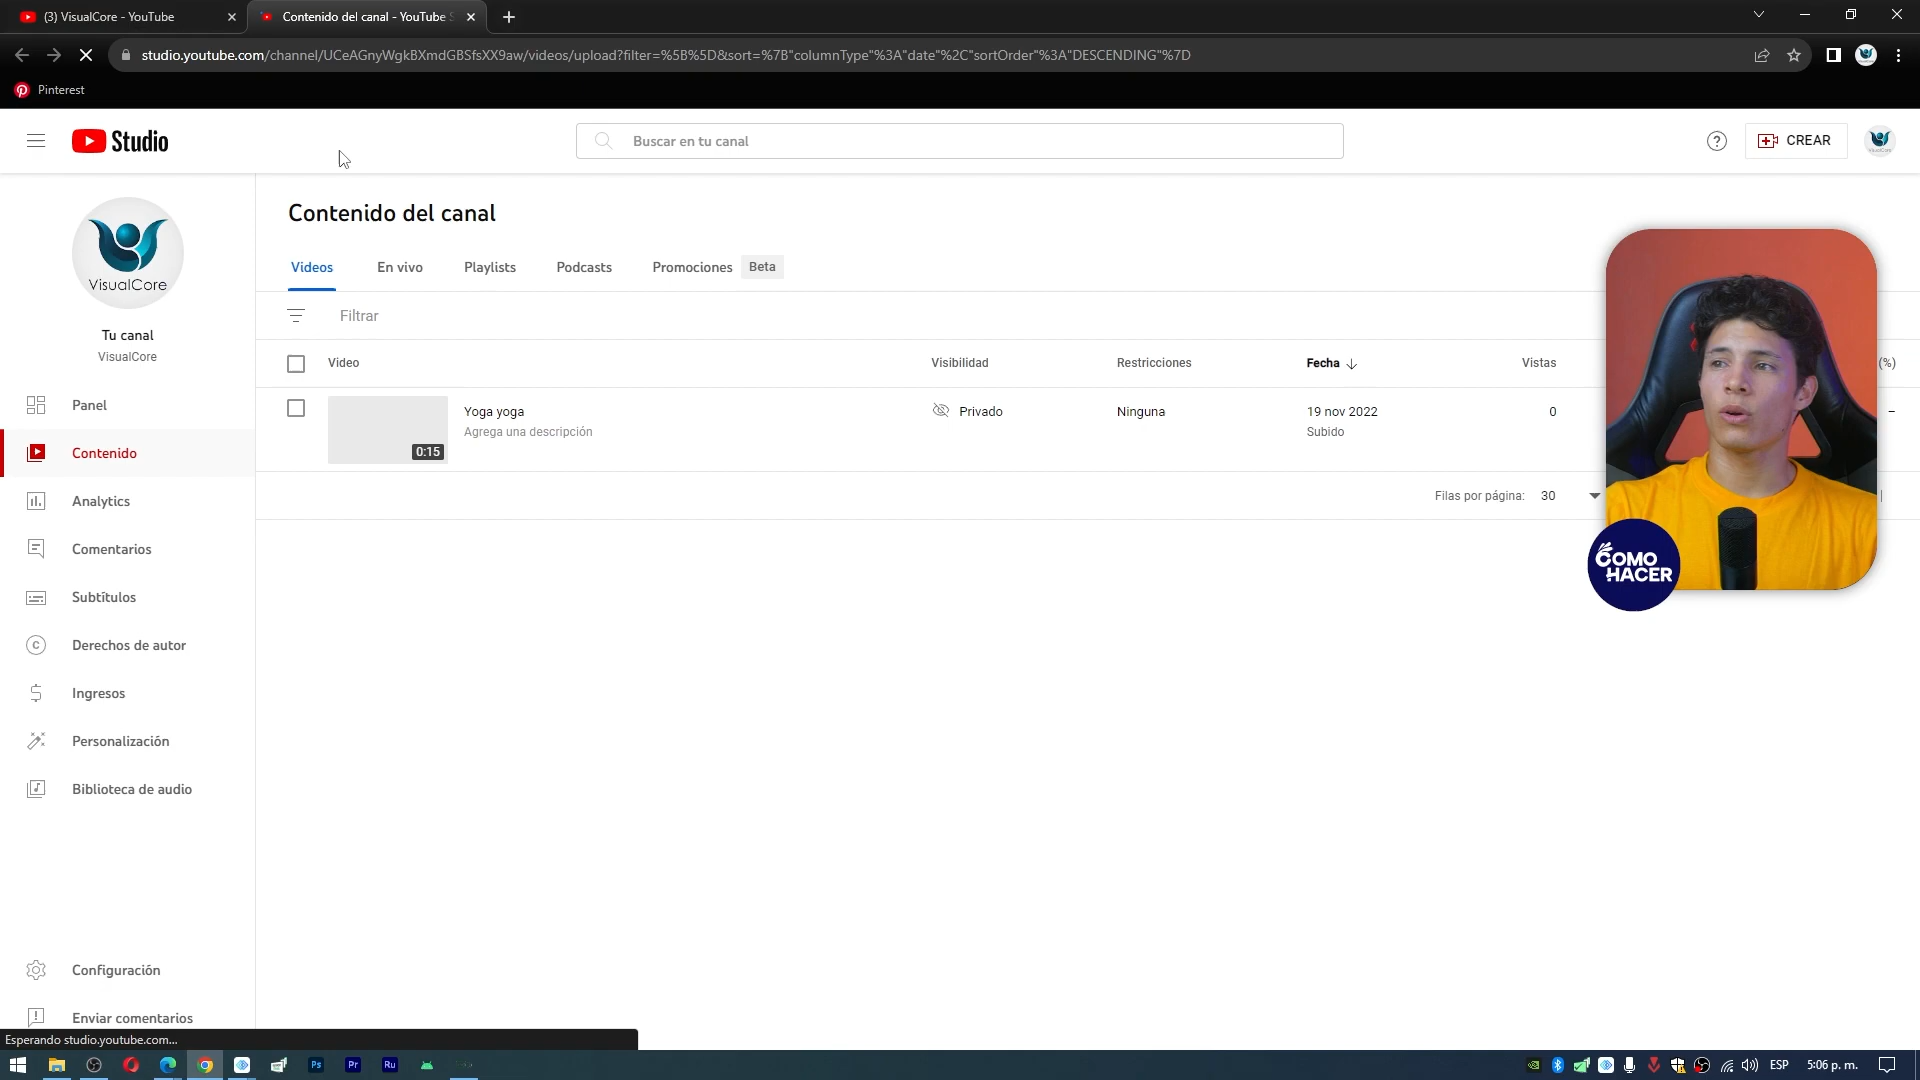 (3) VisualCore - YouTube
Contenido del canal - YouTube S
studio.youtube.com/channel/UCeAGnyWgkBXmdGBSfsXX9aw/videos/upload?filter=%5B%5D&sort=%7B"columnType"%3A"date"%2C"sortOrder"%3A"DESCENDING"%7D
Pinterest
Studio
Buscar en tu canal
CREAR
VisualCore
Tu canal
VisualCore
Panel
Contenido
Analytics
Comentarios
Subtítulos
Derechos de autor
Ingresos
Personalización
Biblioteca de audio
Configuración
Enviar comentarios
Contenido del canal
Videos En vivo Playlists Podcasts Promociones Beta
Filtrar
Video Visibilidad Restricciones Fecha Vistas (%)
Yoga yoga Privado Ninguna 19 nov 2022 0 –
Agrega una descripción Subido
0:15
Filas por página: 30
COMO
HACER
Esperando studio.youtube.com...
Ps Pr Ru ESP 5:06 p. m.